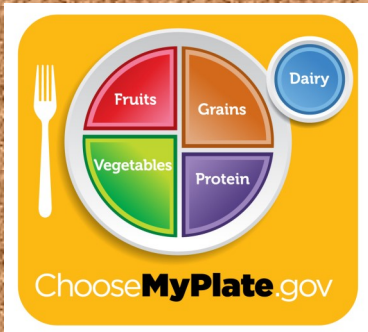 Dairy
Fruits
Grains
Vegetables
Protein
ChooseMyPlate.gov